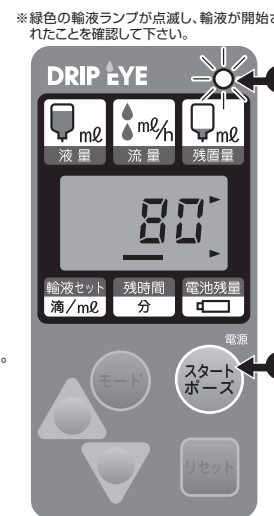 ※緑色の輸液ランプが点滅し、輸液が開始さ
れたことを確認して下さい。
DRIP EYE
mℓ mℓ/h mℓ
液量 流量 残置量
80
輸液セット 残時間 電池残量
滴/mℓ 分
電源
。
モード スタート
ポーズ
リセット